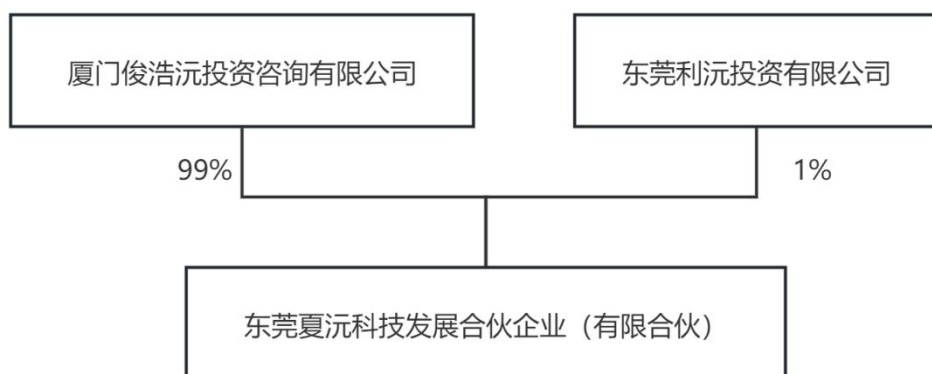 厦门俊浩沅投资咨询有限公司
东莞利沅投资有限公司
99%
1%
东莞夏沅科技发展合伙企业（有限合伙）